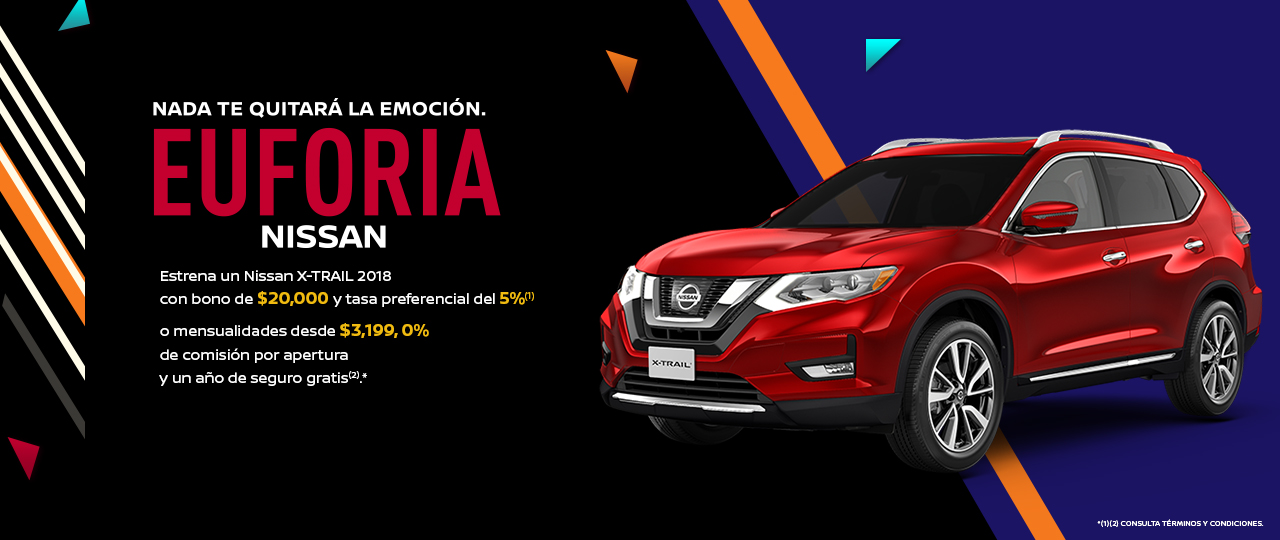 NADA TE QUITARÁ LA EMOCIÓN.
EUFORIA
NISSAN
Estrena un Nissan X-TRAIL 2018
con bono de $20,000 y tasa preferencial del 5%(1)
o mensualidades desde $3,199, 0%
de comisión por apertura
y un año de seguro gratis(2).*
NISSAN
X-TRAIL
*(1)(2) CONSULTA TÉRMINOS Y CONDICIONES.